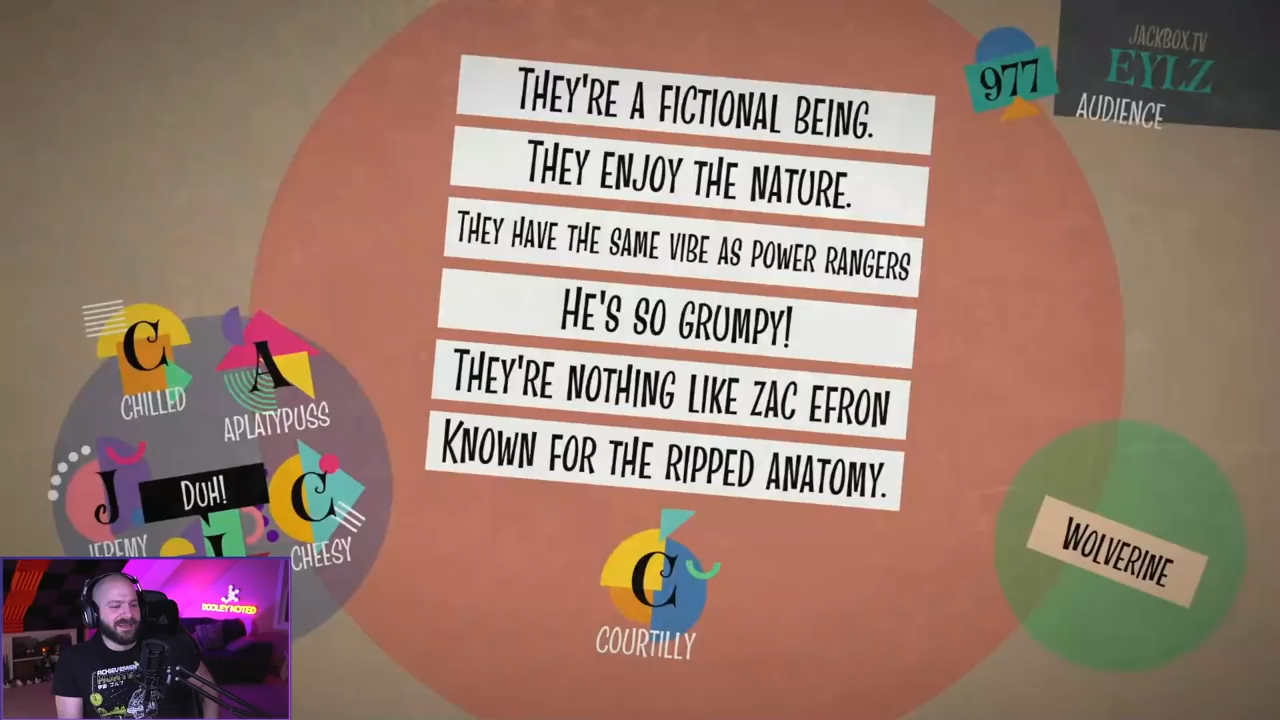 THEY'RE A FICTIONAL BEING.
THEY ENJOY THE NATURE.
THEY HAVE THE SAME VIBE AS POWER RANGERS
HE'S SO GRUMPY!
THEY'RE NOTHING LIKE ZAC EFRON
KNOWN FOR THE RIPPED ANATOMY.
977
JACKBOX.TV
EYLZ
AUDIENCE
C
CHILLED
A
APLATYPUSS
J
JEREMY
DUH!
C
CHEESY
C
COURTILLY
WOLVERINE
DOOLEY NOTED